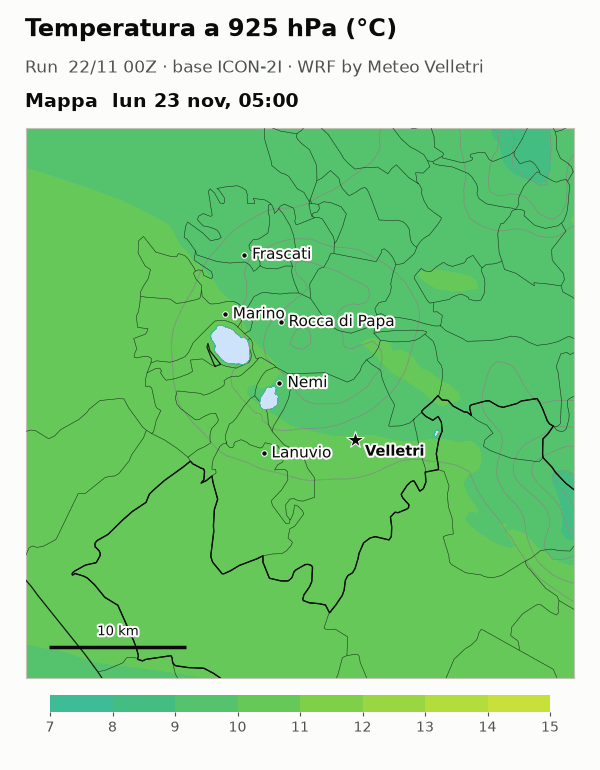 Temperatura a 925 hPa (°C)
Run  22/11 00Z · base ICON-2I · WRF by Meteo Velletri
Mappa  lun 23 nov, 05:00
Frascati
Marino
Rocca di Papa
Nemi
Velletri
Lanuvio
10 km
7 8 9 10 11 12 13 14 15